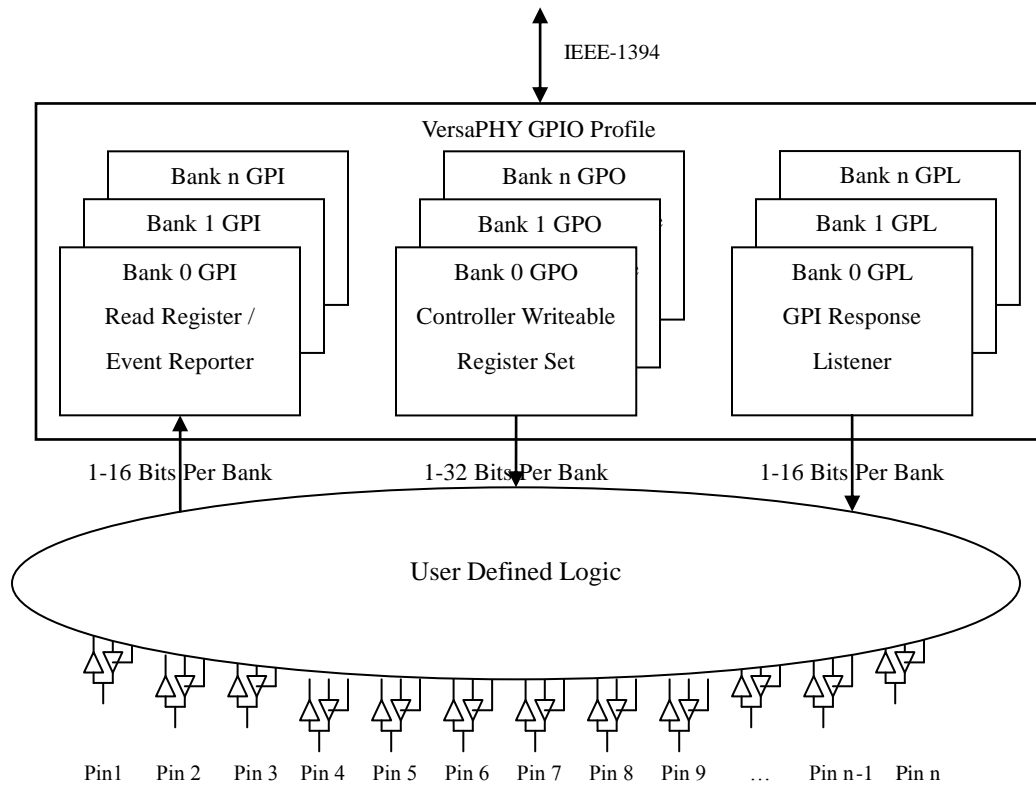 IEEE-1394
VersaPHY GPIO Profile
Bank n GPI
Bank n GPO
Bank n GPL
Bank 1 GPI
Bank 1 GPO
Bank 1 GPL
Bank 0 GPI
Read Register /
Event Reporter
Bank 0 GPO
Controller Writeable
Register Set
Bank 0 GPL
GPI Response
Listener
1-16 Bits Per Bank
1-32 Bits Per Bank
1-16 Bits Per Bank
User Defined Logic
Pin1 Pin 2 Pin 3 Pin 4 Pin 5 Pin 6 Pin 7 Pin 8 Pin 9 … Pin n-1 Pin n